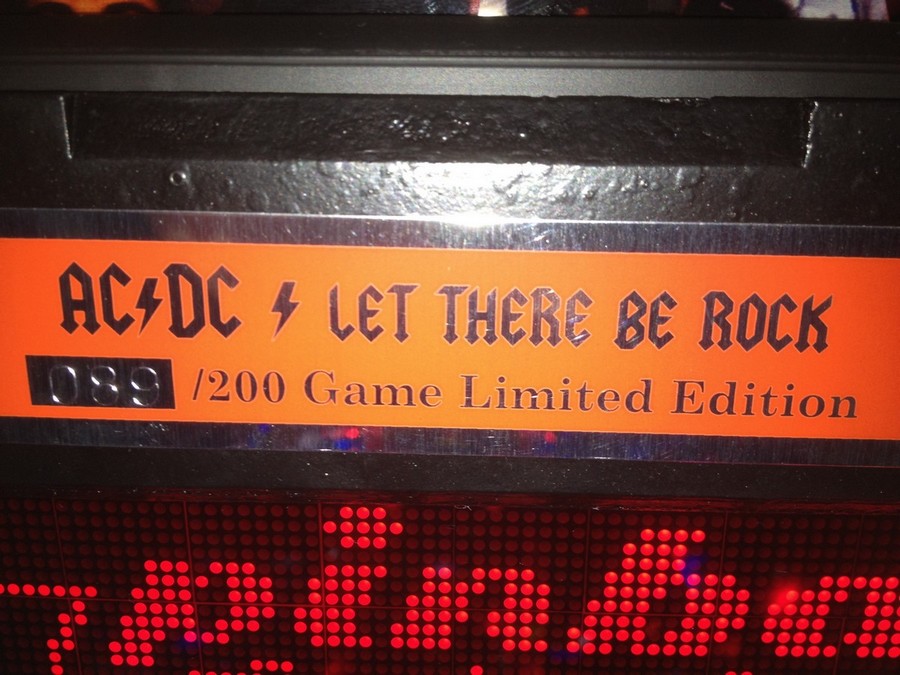 AC⚡DC ⚡ LET THERE BE ROCK
089 /200 Game Limited Edition